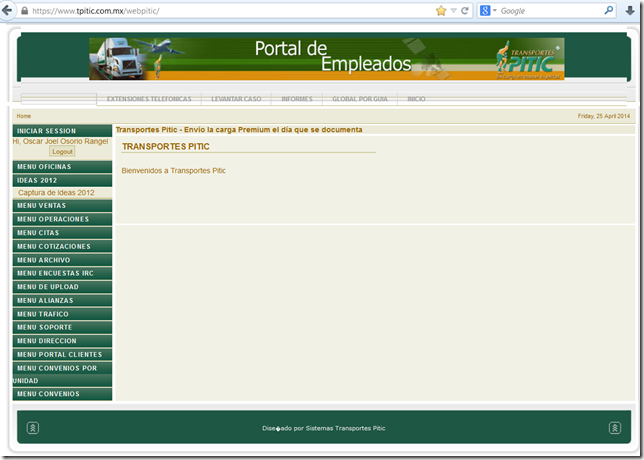 https://www.tpitic.com.mx/webpitic/
Google
Portal de
Empleados
TRANSPORTES
PITIC
EXTENSIONES TELEFONICAS LEVANTAR CASO INFORMES GLOBAL POR GUIA INICIO
Home
Friday, 25 April 2014
INICIAR SESSION
Hi, Oscar Joel Osorio Rangel
Logout
MENU OFICINAS
IDEAS 2012
Captura de Ideas 2012
MENU VENTAS
MENU OPERACIONES
MENU CITAS
MENU COTIZACIONES
MENU ARCHIVO
MENU ENCUESTAS IRC
MENU DE UPLOAD
MENU ALIANZAS
MENU TRAFICO
MENU SOPORTE
MENU DIRECCION
MENU PORTAL CLIENTES
MENU CONVENIOS POR
UNIDAD
MENU CONVENIOS
Transportes Pitic - Envio la carga Premium el dia que se documenta
TRANSPORTES PITIC
Bienvenidos a Transportes Pitic
Dise�ado por Sistemas Transportes Pitic